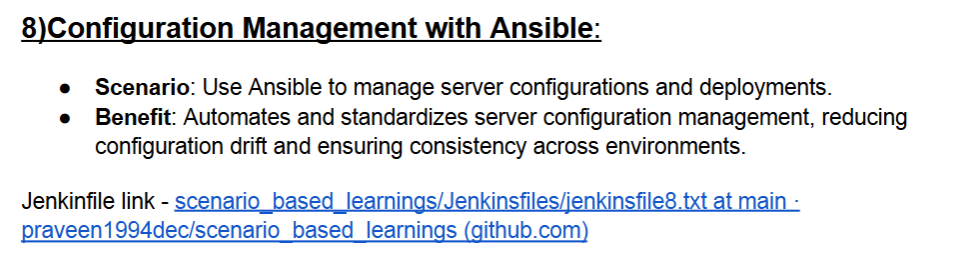 8)Configuration Management with Ansible:
● Scenario: Use Ansible to manage server configurations and deployments.
● Benefit: Automates and standardizes server configuration management, reducing
configuration drift and ensuring consistency across environments.
Jenkinfile link - scenario_based_learnings/Jenkinsfiles/jenkinsfile8.txt at main ·
praveen1994dec/scenario_based_learnings (github.com)